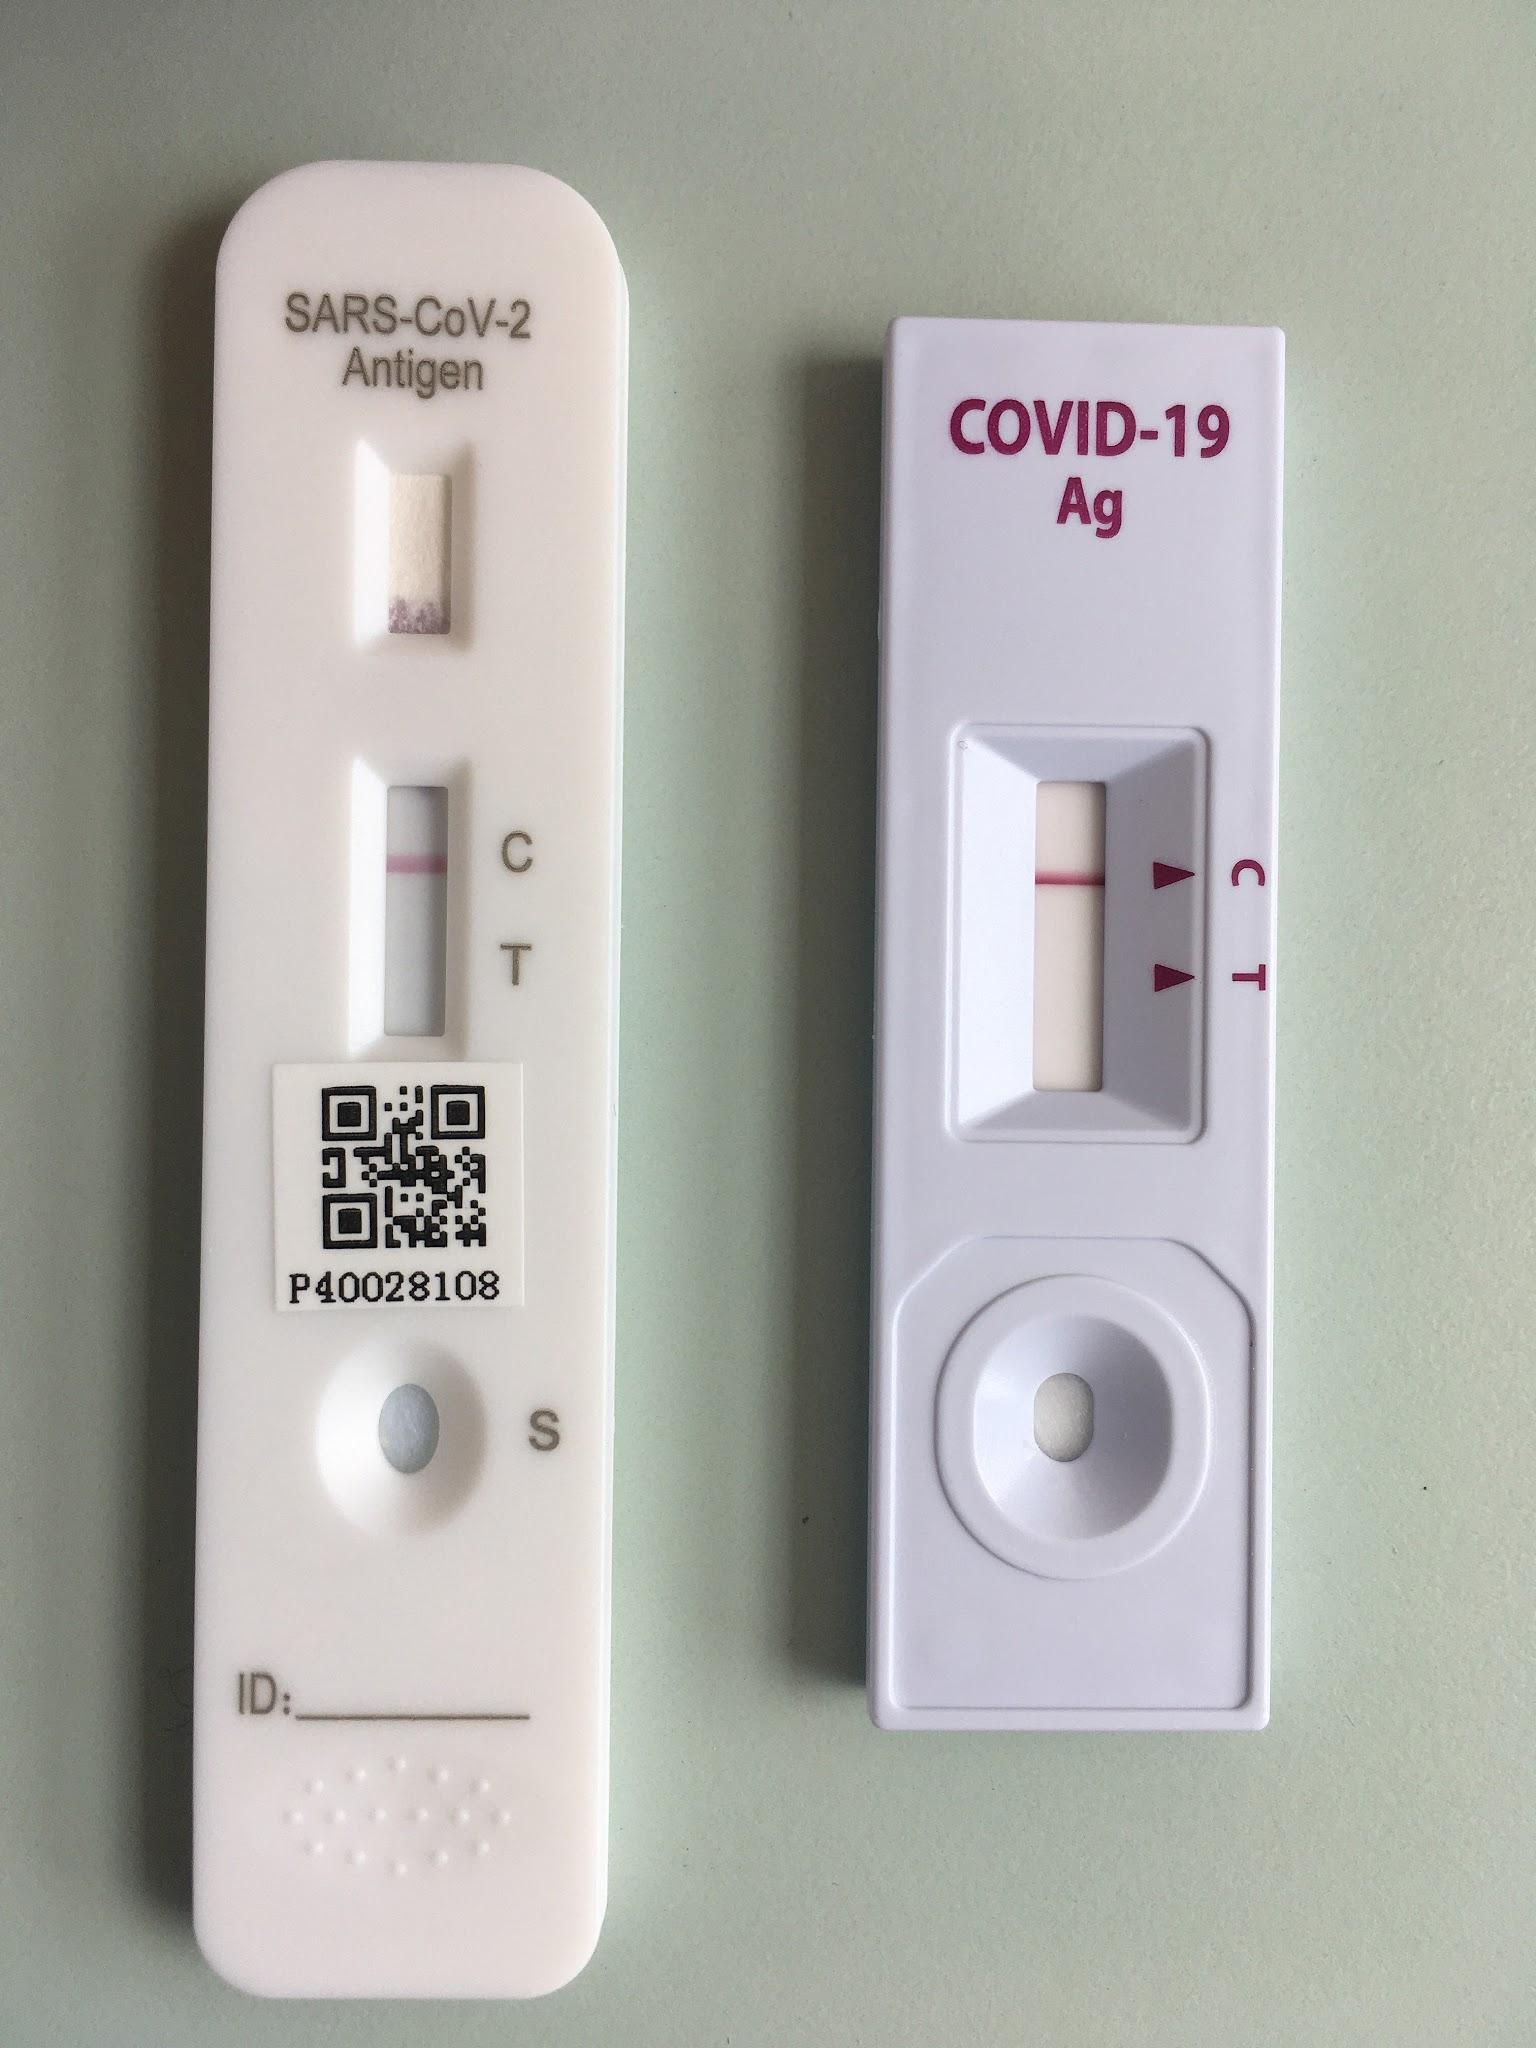 SARS-CoV-2
Antigen
C
T
P40028108
S
ID:
COVID-19
Ag
C
T